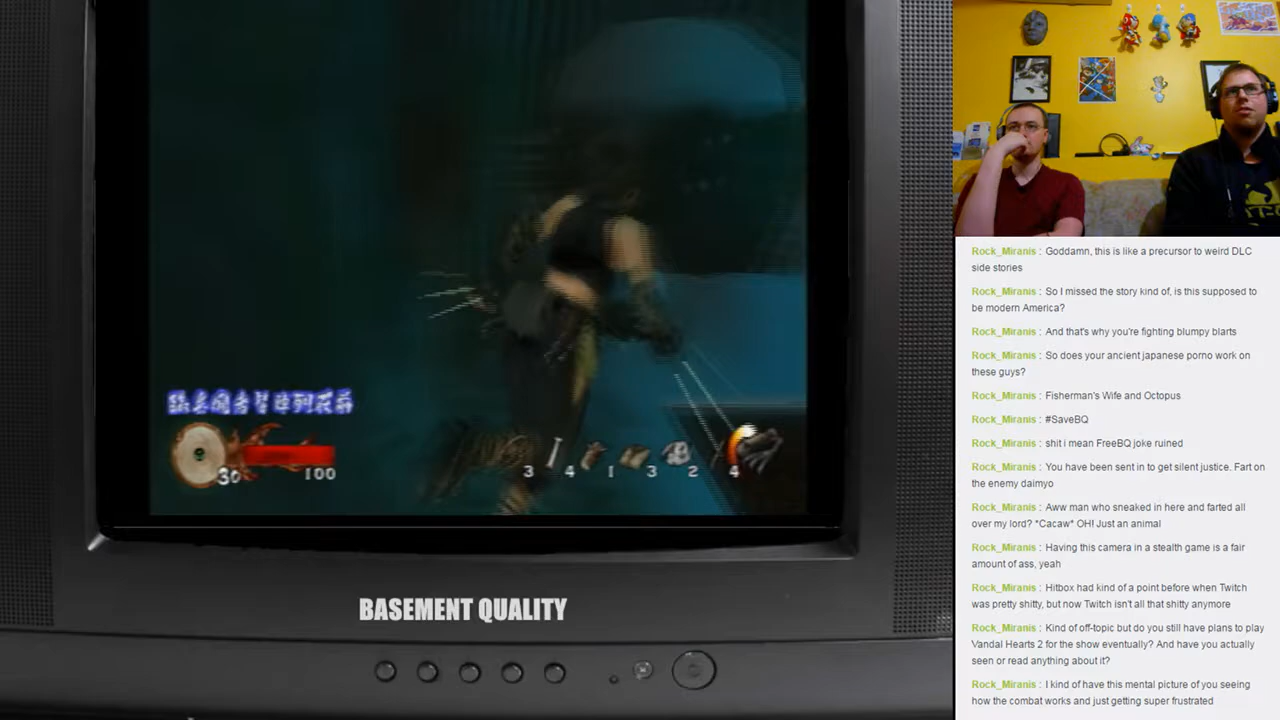 30
100
3 4 1 3 2 4
BASEMENT QUALITY
Rock_Miranis : Goddamn, this is like a precursor to weird DLC
side stories
Rock_Miranis : So I missed the story kind of, is this supposed to
be modern America?
Rock_Miranis : And that's why you're fighting blumpy blarts
Rock_Miranis : So does your ancient japanese porno work on
these guys?
Rock_Miranis : Fisherman's Wife and Octopus
Rock_Miranis : #SaveBQ
Rock_Miranis : shit i mean FreeBQ joke ruined
Rock_Miranis : You have been sent in to get silent justice. Fart on
the enemy daimyo
Rock_Miranis : Aww man who sneaked in here and farted all
over my lord? *Cacaw* OH! Just an animal
Rock_Miranis : Having this camera in a stealth game is a fair
amount of ass, yeah
Rock_Miranis : Hitbox had kind of a point before when Twitch
was pretty shitty, but now Twitch isn't all that shitty anymore
Rock_Miranis : Kind of off-topic but do you still have plans to play
Vandal Hearts 2 for the show eventually? And have you actually
seen or read anything about it?
Rock_Miranis : I kind of have this mental picture of you seeing
how the combat works and just getting super frustrated